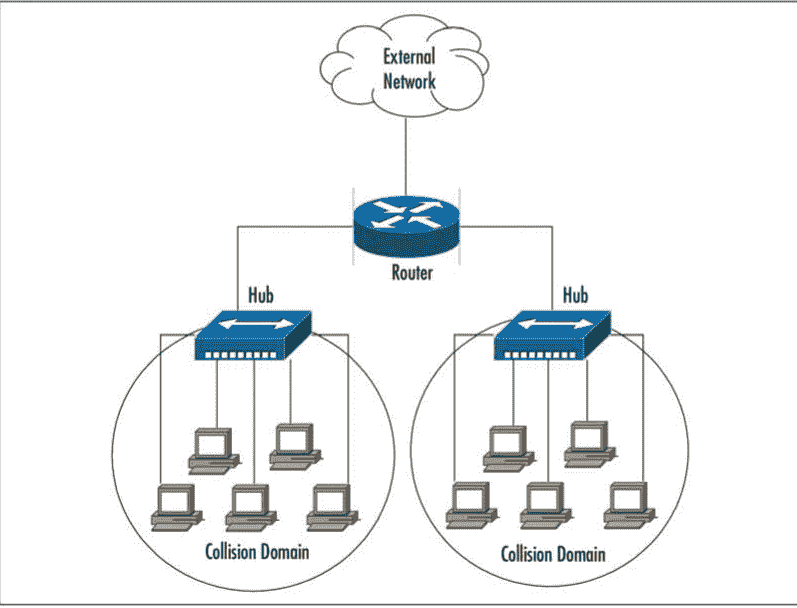 External
Network
Router
Hub
Hub
Collision Domain
Collision Domain